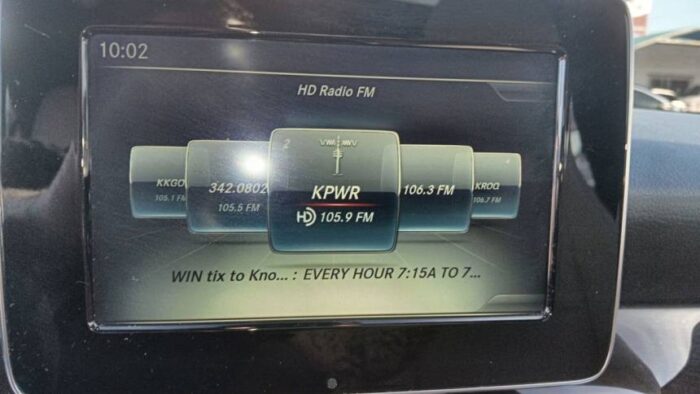 10:02
HD Radio FM
2
KKGO
105.1 FM
342.0802
105.5 FM
KPWR
HD 105.9 FM
106.3 FM
4
KROQ
106.7 FM
WIN tix to Kno... : EVERY HOUR 7:15A TO 7...